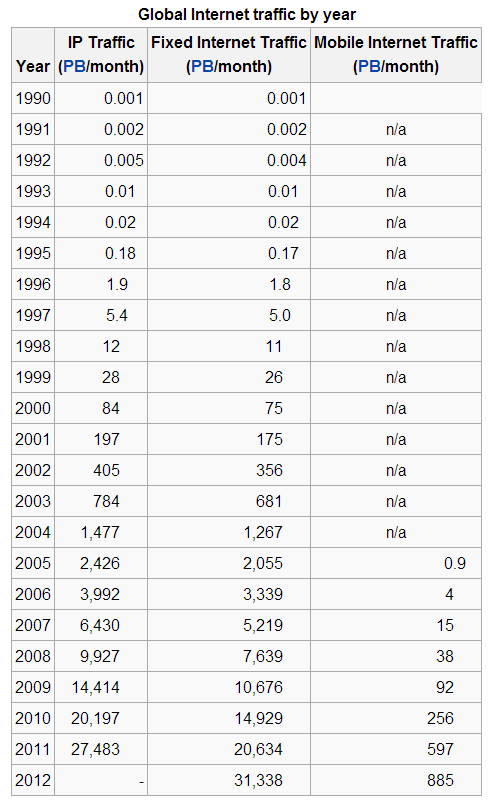 Global Internet traffic by year
Year IP Traffic (PB/month) Fixed Internet Traffic (PB/month) Mobile Internet Traffic (PB/month)
1990 0.001 0.001
1991 0.002 0.002 n/a
1992 0.005 0.004 n/a
1993 0.01 0.01 n/a
1994 0.02 0.02 n/a
1995 0.18 0.17 n/a
1996 1.9 1.8 n/a
1997 5.4 5.0 n/a
1998 12 11 n/a
1999 28 26 n/a
2000 84 75 n/a
2001 197 175 n/a
2002 405 356 n/a
2003 784 681 n/a
2004 1,477 1,267 n/a
2005 2,426 2,055 0.9
2006 3,992 3,339 4
2007 6,430 5,219 15
2008 9,927 7,639 38
2009 14,414 10,676 92
2010 20,197 14,929 256
2011 27,483 20,634 597
2012 - 31,338 885